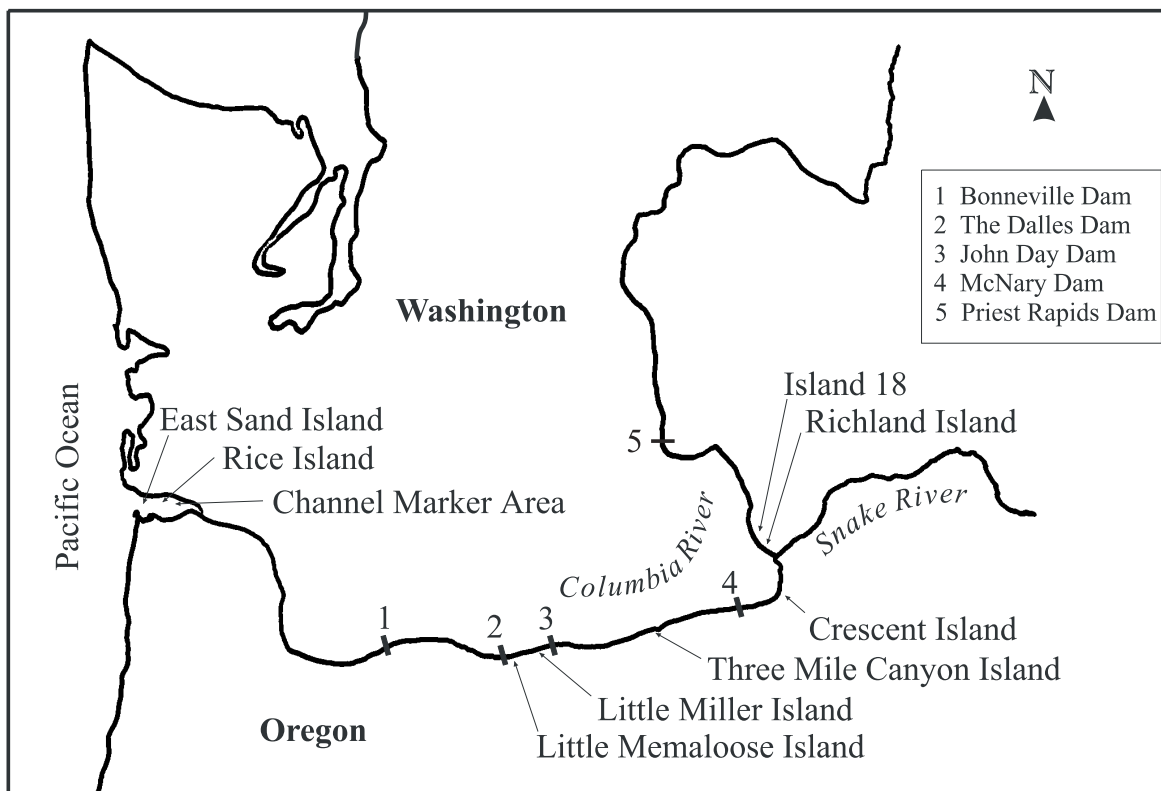 N
1 Bonneville Dam
2 The Dalles Dam
3 John Day Dam
4 McNary Dam
5 Priest Rapids Dam
Washington
Island 18
Richland Island
5
East Sand Island
Rice Island
Channel Marker Area
Pacific Ocean
Snake River
Columbia River
4
1
2
3
Crescent Island
Three Mile Canyon Island
Little Miller Island
Little Memaloose Island
Oregon